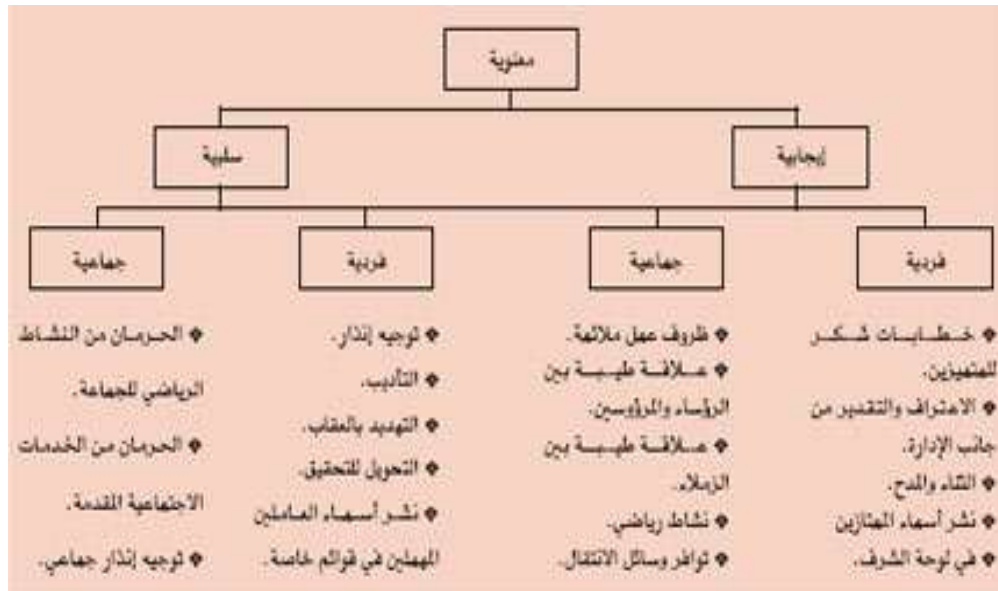 معنوية
إيجابية
سلبية
فردية
جماعية
فردية
جماعية
❖ خطابات شكر
للمتميزين.
❖ الاعتراف والتقدير من
جانب الإدارة.
❖ الثناء والمدح.
❖ نشر أسماء الممتازين
❖ في لوحة الشرف.
❖ ظروف عمل ملائمة.
❖ علاقة طيبة بين
الرؤساء والمرؤوسين.
❖ علاقة طيبة بين
الزملاء.
❖ نشاط رياضي.
❖ توافر وسائل الانتقال.
❖ توجيه إنذار.
❖ التأديب.
❖ التهديد بالعقاب.
❖ التحويل للتحقيق.
❖ نشر أسماء العاملين
المهملين في قوائم خاصة.
❖ الحرمان من النشاط
الرياضي للجماعة.
❖ الحرمان من الخدمات
الاجتماعية المقدمة.
❖ توجيه إنذار جماعي.